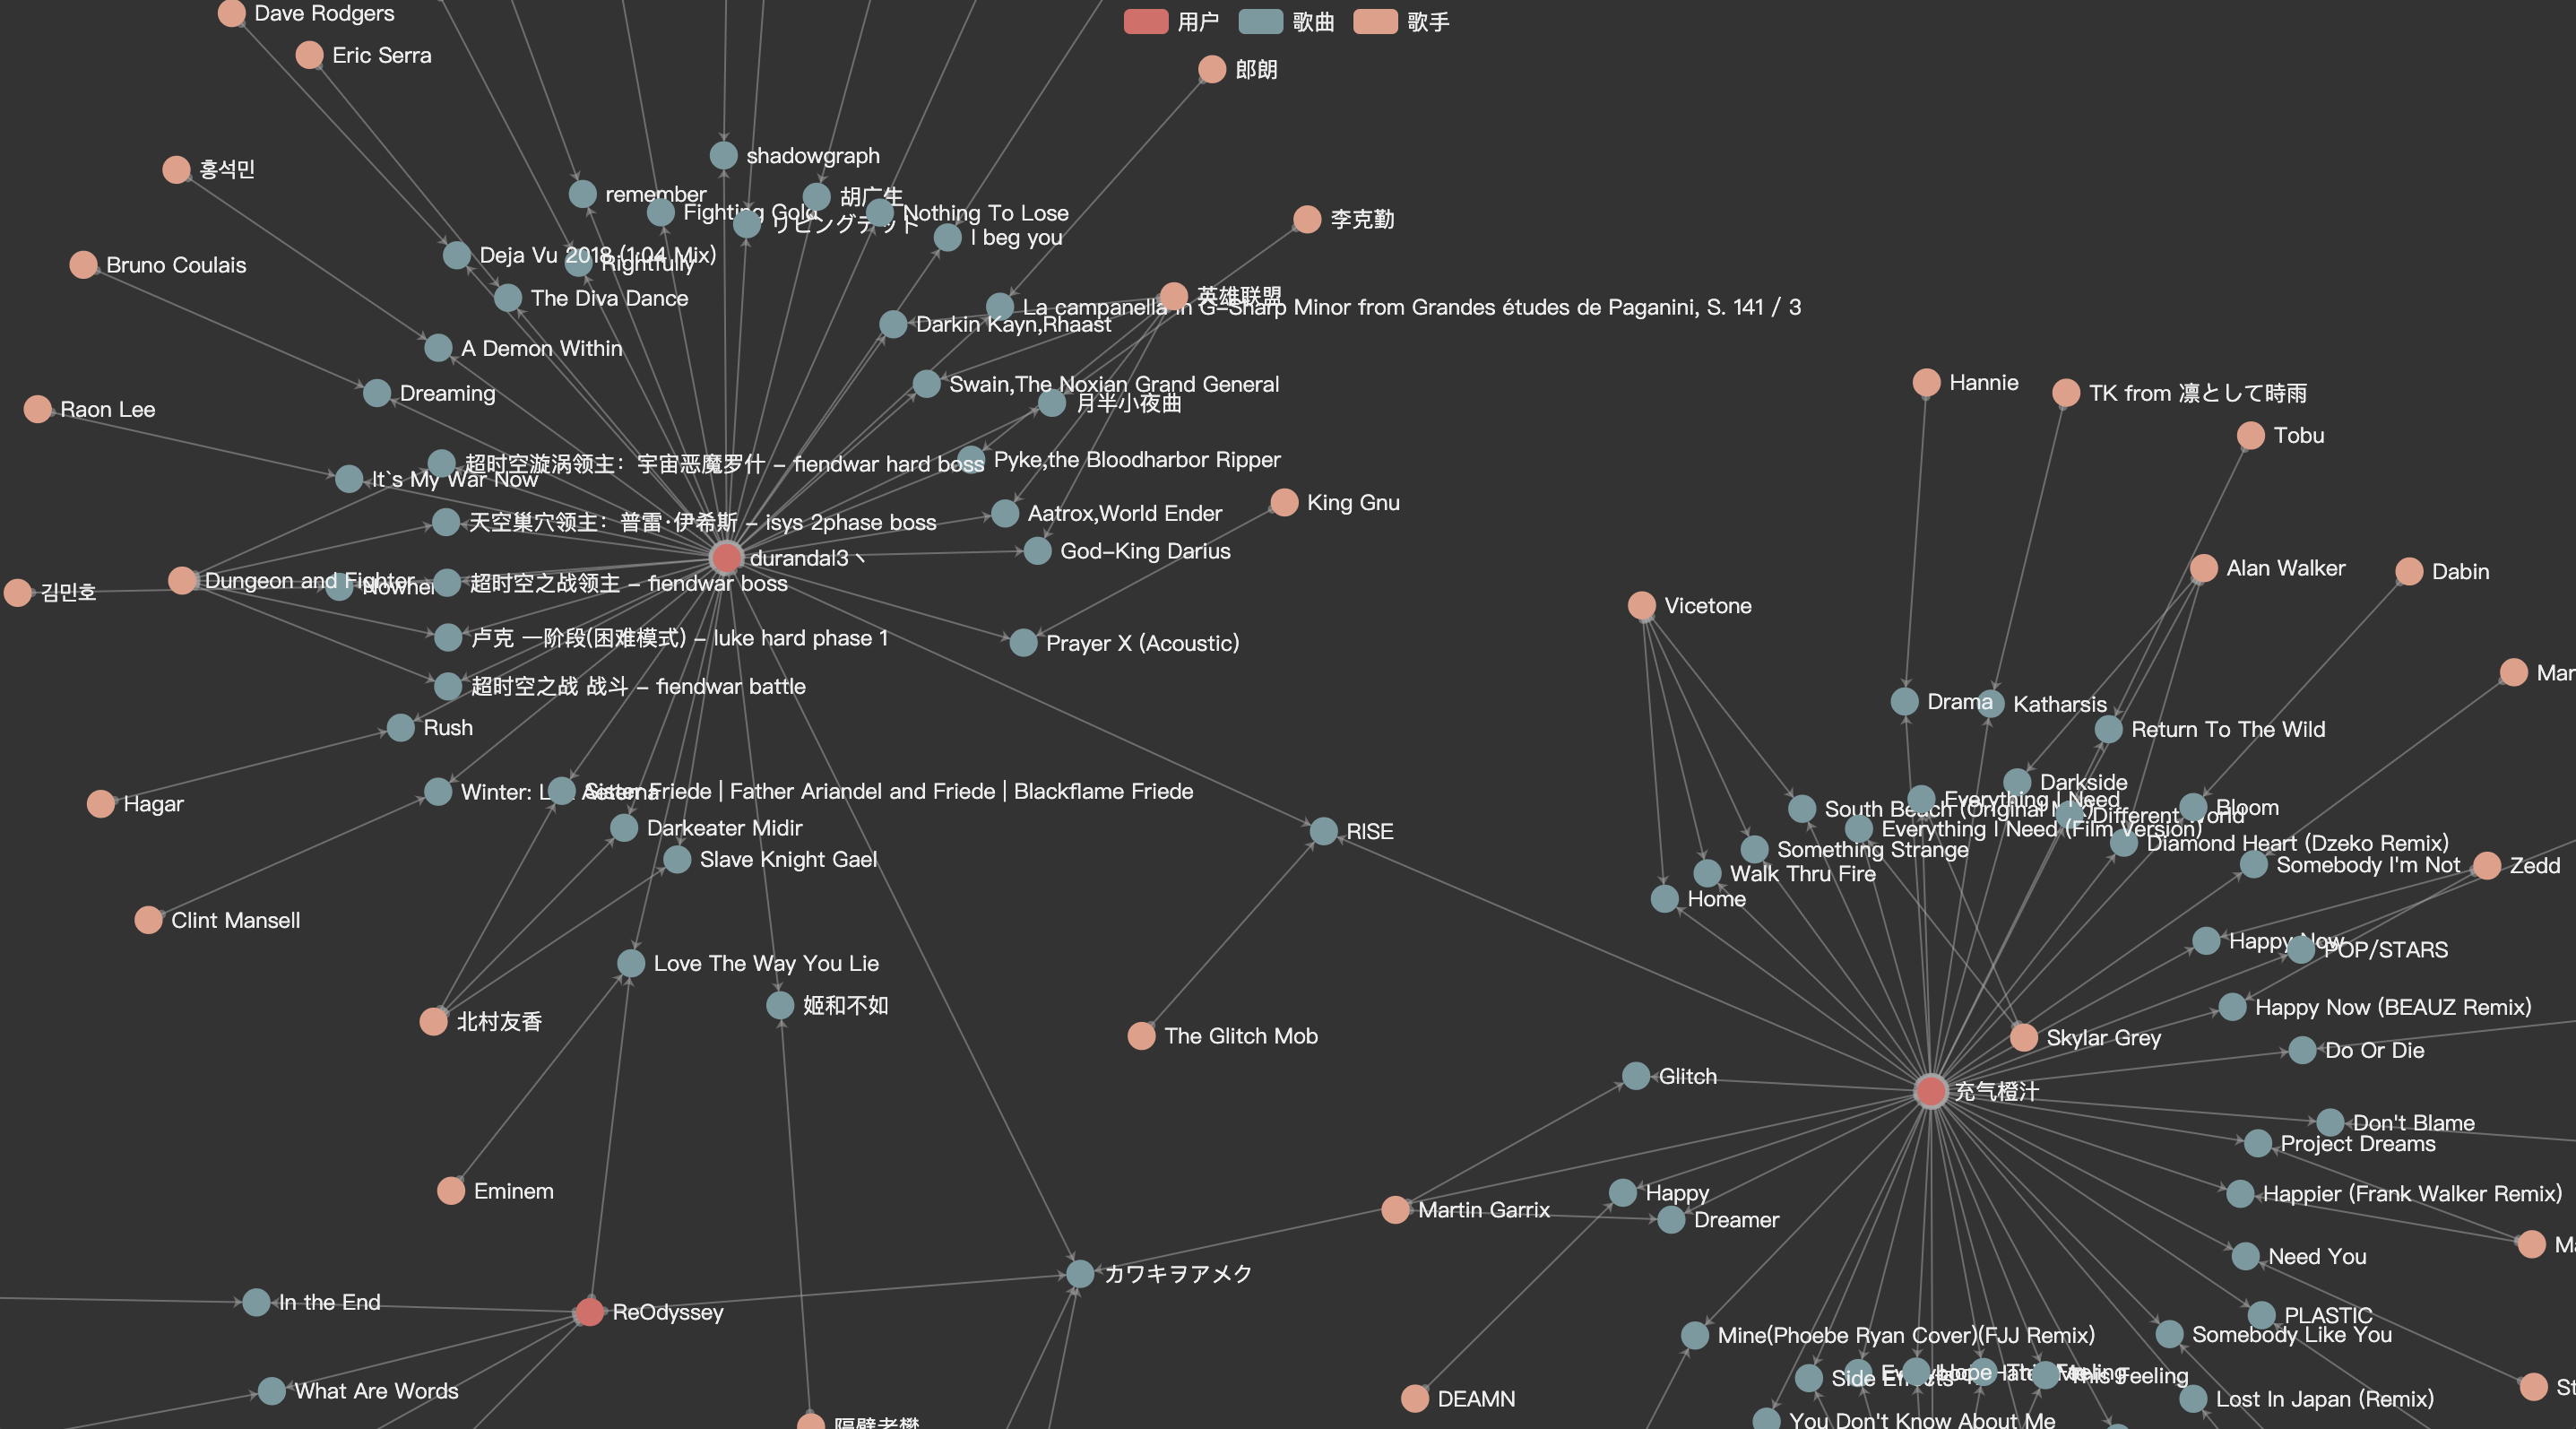 用户
歌曲
歌手
Dave Rodgers
Eric Serra
郎朗
shadowgraph
홍석민
remember
胡广生
Fighting Gold
Nothing To Lose
李克勤
リビングデッド
I beg you
Deja Vu 2018 (1:04 Mix)
Rightfully
Bruno Coulais
The Diva Dance
英雄联盟
La campanella in G-Sharp Minor from Grandes études de Paganini, S. 141 / 3
Darkin Kayn,Rhaast
A Demon Within
Hannie
Swain,The Noxian Grand General
Dreaming
TK from 凛として時雨
月半小夜曲
Raon Lee
Tobu
Pyke,the Bloodharbor Ripper
超时空漩涡领主：宇宙恶魔罗什 – fiendwar hard boss
It`s My War Now
King Gnu
Aatrox,World Ender
天空巢穴领主：普雷·伊希斯 – isys 2phase boss
God-King Darius
durandal3丶
Alan Walker
Dabin
Dungeon and Fighter
超时空之战领主 – fiendwar boss
김민호
Vicetone
卢克 一阶段(困难模式) – luke hard phase 1
Prayer X (Acoustic)
Mar
超时空之战 战斗 – fiendwar battle
Drama
Katharsis
Rush
Return To The Wild
Darkside
Winter: L
Sister Friede | Father Ariandel and Friede | Blackflame Friede
Everything I Need
Hagar
South Beach (Original Mix)
Bloom
Different World
Darkeater Midir
RISE
Everything I Need (Film Version)
Diamond Heart (Dzeko Remix)
Something Strange
Slave Knight Gael
Somebody I'm Not
Zedd
Walk Thru Fire
Home
Clint Mansell
Happy Now
POP/STARS
Love The Way You Lie
姬和不如
Happy Now (BEAUZ Remix)
北村友香
The Glitch Mob
Skylar Grey
Do Or Die
Glitch
充气橙汁
Don't Blame
Project Dreams
Eminem
Happy
Happier (Frank Walker Remix)
Martin Garrix
Dreamer
Ma
Need You
カワキヲアメク
In the End
ReOdyssey
PLASTIC
Mine(Phoebe Ryan Cover)(FJJ Remix)
Somebody Like You
Side Effects
This Feeling
St
What Are Words
DEAMN
Lost In Japan (Remix)
You Don't Know About Me
隔壁老樊